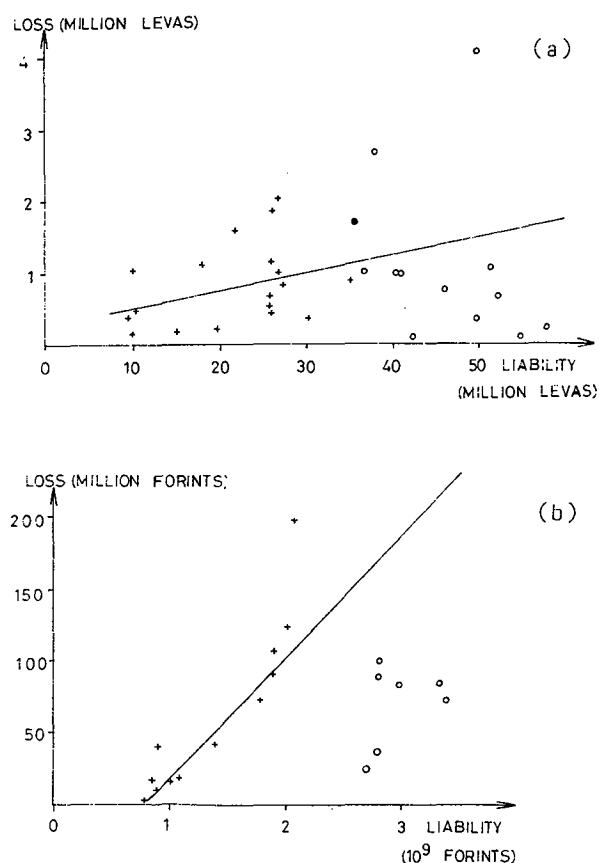 LOSS (MILLION LEVAS)
(a)
4
3
2
1
0 10 20 30 40 50 LIABILITY
(MILLION LEVAS)
LOSS (MILLION FORINTS)
(b)
200
150
100
50
0 1 2 3 LIABILITY
(10⁹ FORINTS)